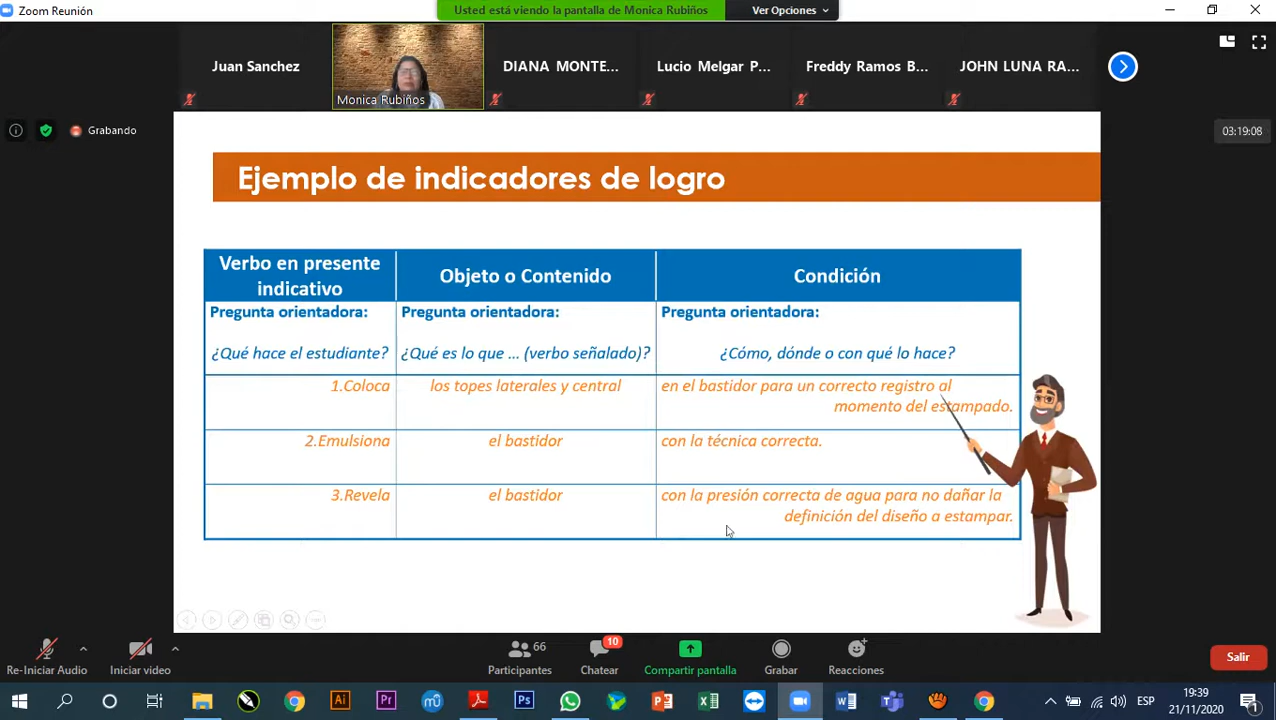 Zoom Reunión
Usted está viendo la pantalla de Monica Rubiños
Ver Opciones
Juan Sanchez
Monica Rubiños
DIANA MONTE...
Lucio Melgar P...
Freddy Ramos B...
JOHN LUNA RA...
Grabando
03:19:08
Ejemplo de indicadores de logro
Verbo en presente
indicativo
Objeto o Contenido
Condición
Pregunta orientadora:
¿Qué hace el estudiante?
Pregunta orientadora:
¿Qué es lo que ... (verbo señalado)?
Pregunta orientadora:
¿Cómo, dónde o con qué lo hace?
1.Coloca
los topes laterales y central
en el bastidor para un correcto registro al
momento del estampado.
2.Emulsiona
el bastidor
con la técnica correcta.
3.Revela
el bastidor
con la presión correcta de agua para no dañar la
definición del diseño a estampar.
Re-Iniciar Audio
Iniciar video
66
Participantes
10
Chatear
Compartir pantalla
Grabar
Reacciones
Salir
Ai
Pr
Ps
ESP
19:39
21/11/2020
1